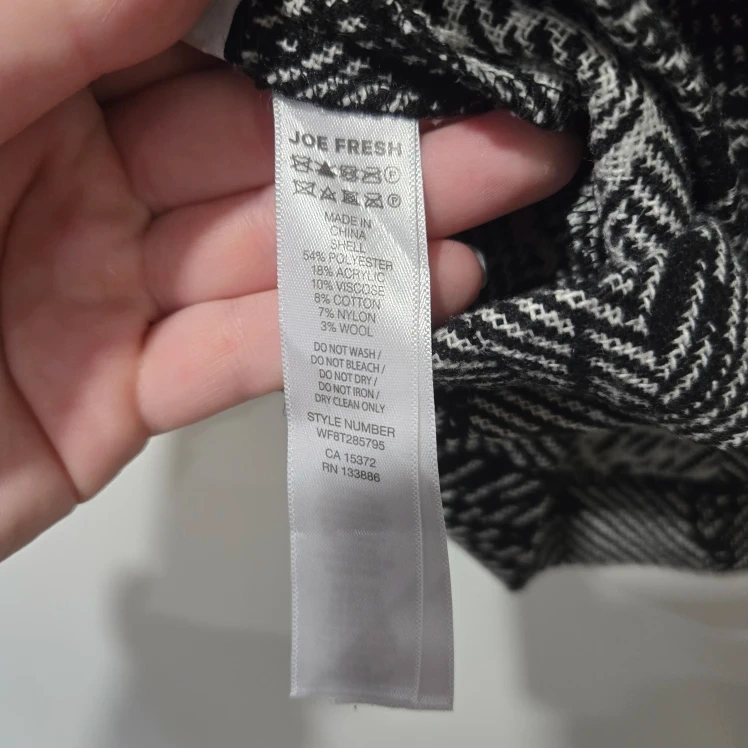 JOE FRESH
MADE IN
CHINA
SHELL
54% POLYESTER
18% ACRYLIC
10% VISCOSE
8% COTTON
7% NYLON
3% WOOL
DO NOT WASH /
DO NOT BLEACH /
DO NOT DRY /
DO NOT IRON /
DRY CLEAN ONLY
STYLE NUMBER
WF8T285795
CA 15372
RN 133886